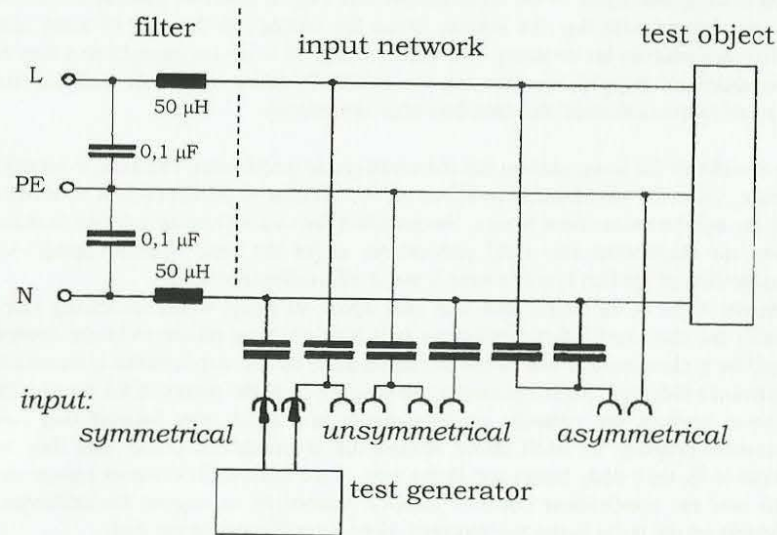 filter
input network
test object
L
50 µH
0,1 µF
PE
0,1 µF
50 µH
N
input:
symmetrical
unsymmetrical
asymmetrical
test generator